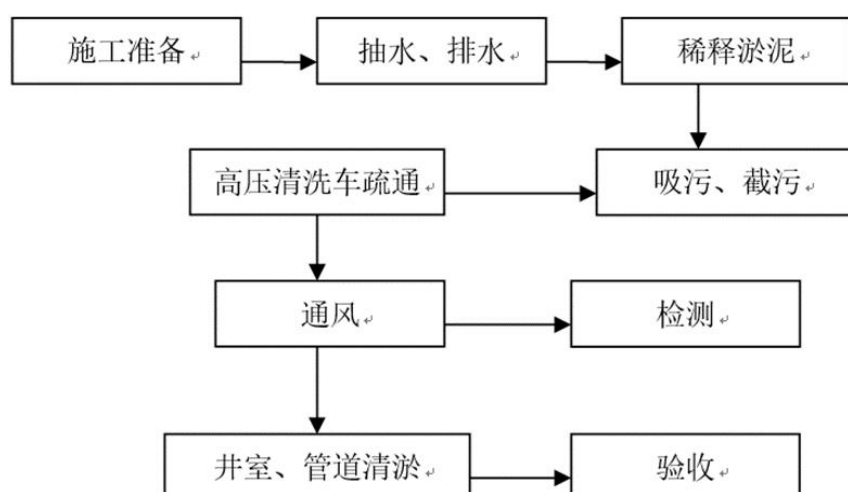 施工准备
抽水、排水
稀释淤泥
高压清洗车疏通
吸污、截污
通风
检测
井室、管道清淤
验收